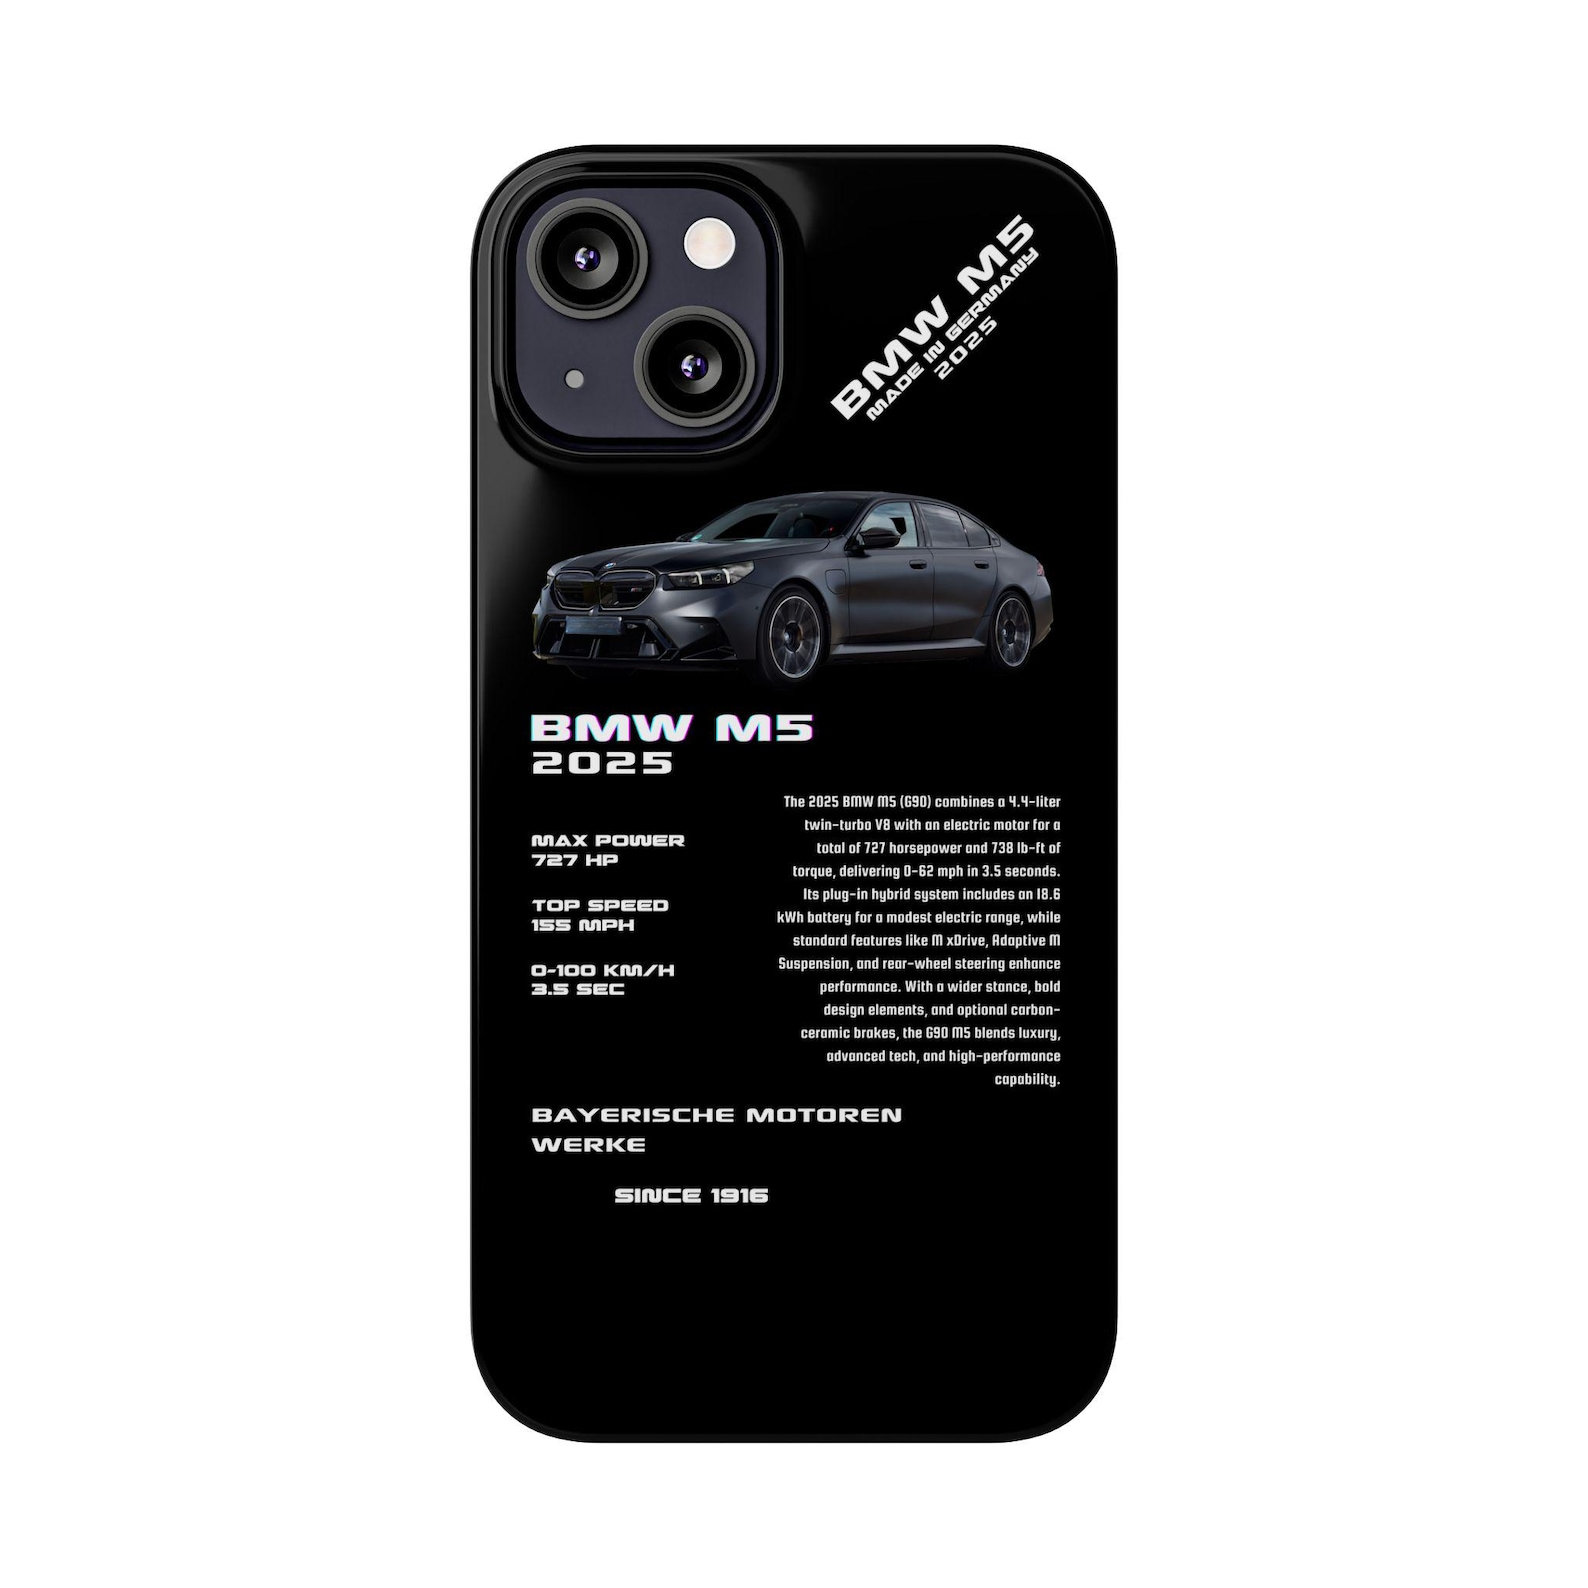 BMW M5
MADE IN GERMANY
2025
BMW M5
2025
MAX POWER
727 HP
TOP SPEED
155 MPH
0-100 KM/H
3.5 SEC
The 2025 BMW M5 (G90) combines a 4.4-liter
twin-turbo V8 with an electric motor for a
total of 727 horsepower and 738 lb-ft of
torque, delivering 0-62 mph in 3.5 seconds.
Its plug-in hybrid system includes an 18.6
kWh battery for a modest electric range, while
standard features like M xDrive, Adaptive M
Suspension, and rear-wheel steering enhance
performance. With a wider stance, bold
design elements, and optional carbon-
ceramic brakes, the G90 M5 blends luxury,
advanced tech, and high-performance
capability.
BAYERISCHE MOTOREN
WERKE
SINCE 1916